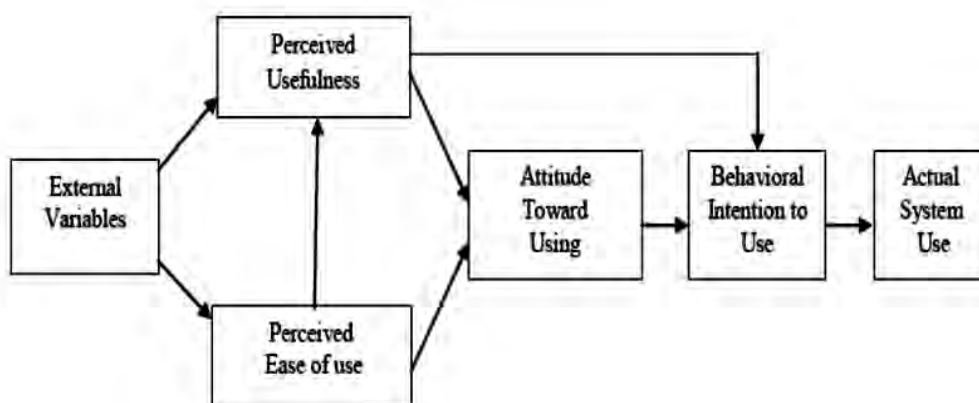 Perceived
Usefulness
External
Variables
Perceived
Ease of use
Attitude
Toward
Using
Behavioral
Intention to
Use
Actual
System
Use